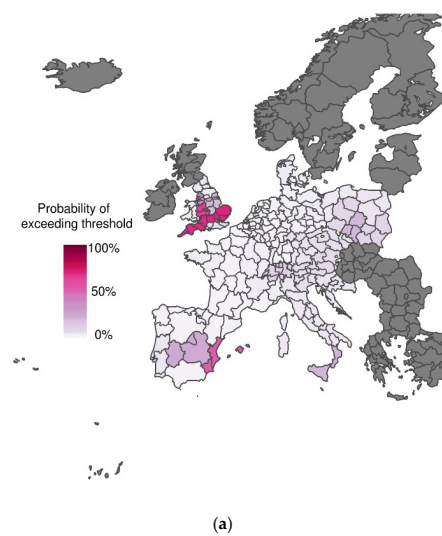 Probability of
exceeding threshold
100%
50%
0%
(a)